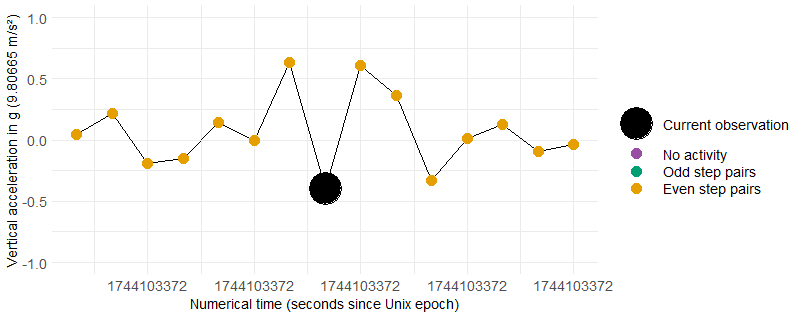 Vertical acceleration in g (9.80665 m/s²)
1.0
0.5
0.0
-0.5
-1.0
1744103372 1744103372 1744103372 1744103372 1744103372
Numerical time (seconds since Unix epoch)
Current observation
No activity
Odd step pairs
Even step pairs